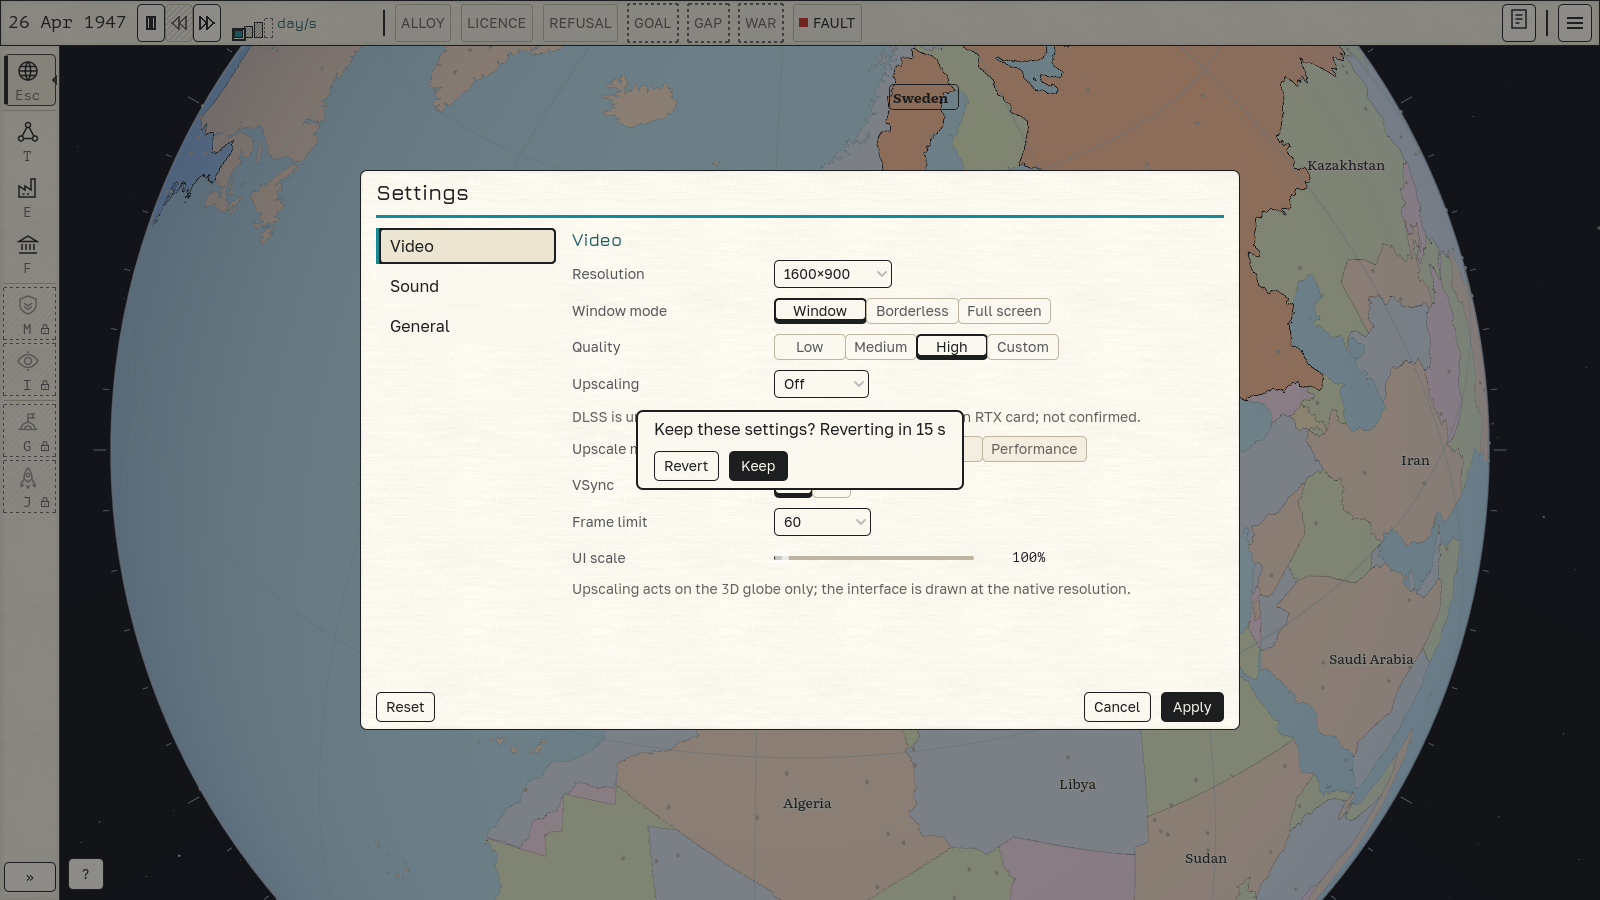 26 Apr 1947
day/s
ALLOY
LICENCE
REFUSAL
GOAL
GAP
WAR
FAULT
Esc
T
E
F
M
I
G
J
»
?
Sweden
Kazakhstan
Iran
Saudi Arabia
Libya
Algeria
Sudan
Settings
Video
Sound
General
Video
Resolution
1600×900
Window mode
Window
Borderless
Full screen
Quality
Low
Medium
High
Custom
Upscaling
Off
DLSS is
RTX card; not confirmed.
Upscale
Performance
Keep these settings? Reverting in 15 s
Revert
Keep
VSync
Frame limit
60
UI scale
100%
Upscaling acts on the 3D globe only; the interface is drawn at the native resolution.
Reset
Cancel
Apply